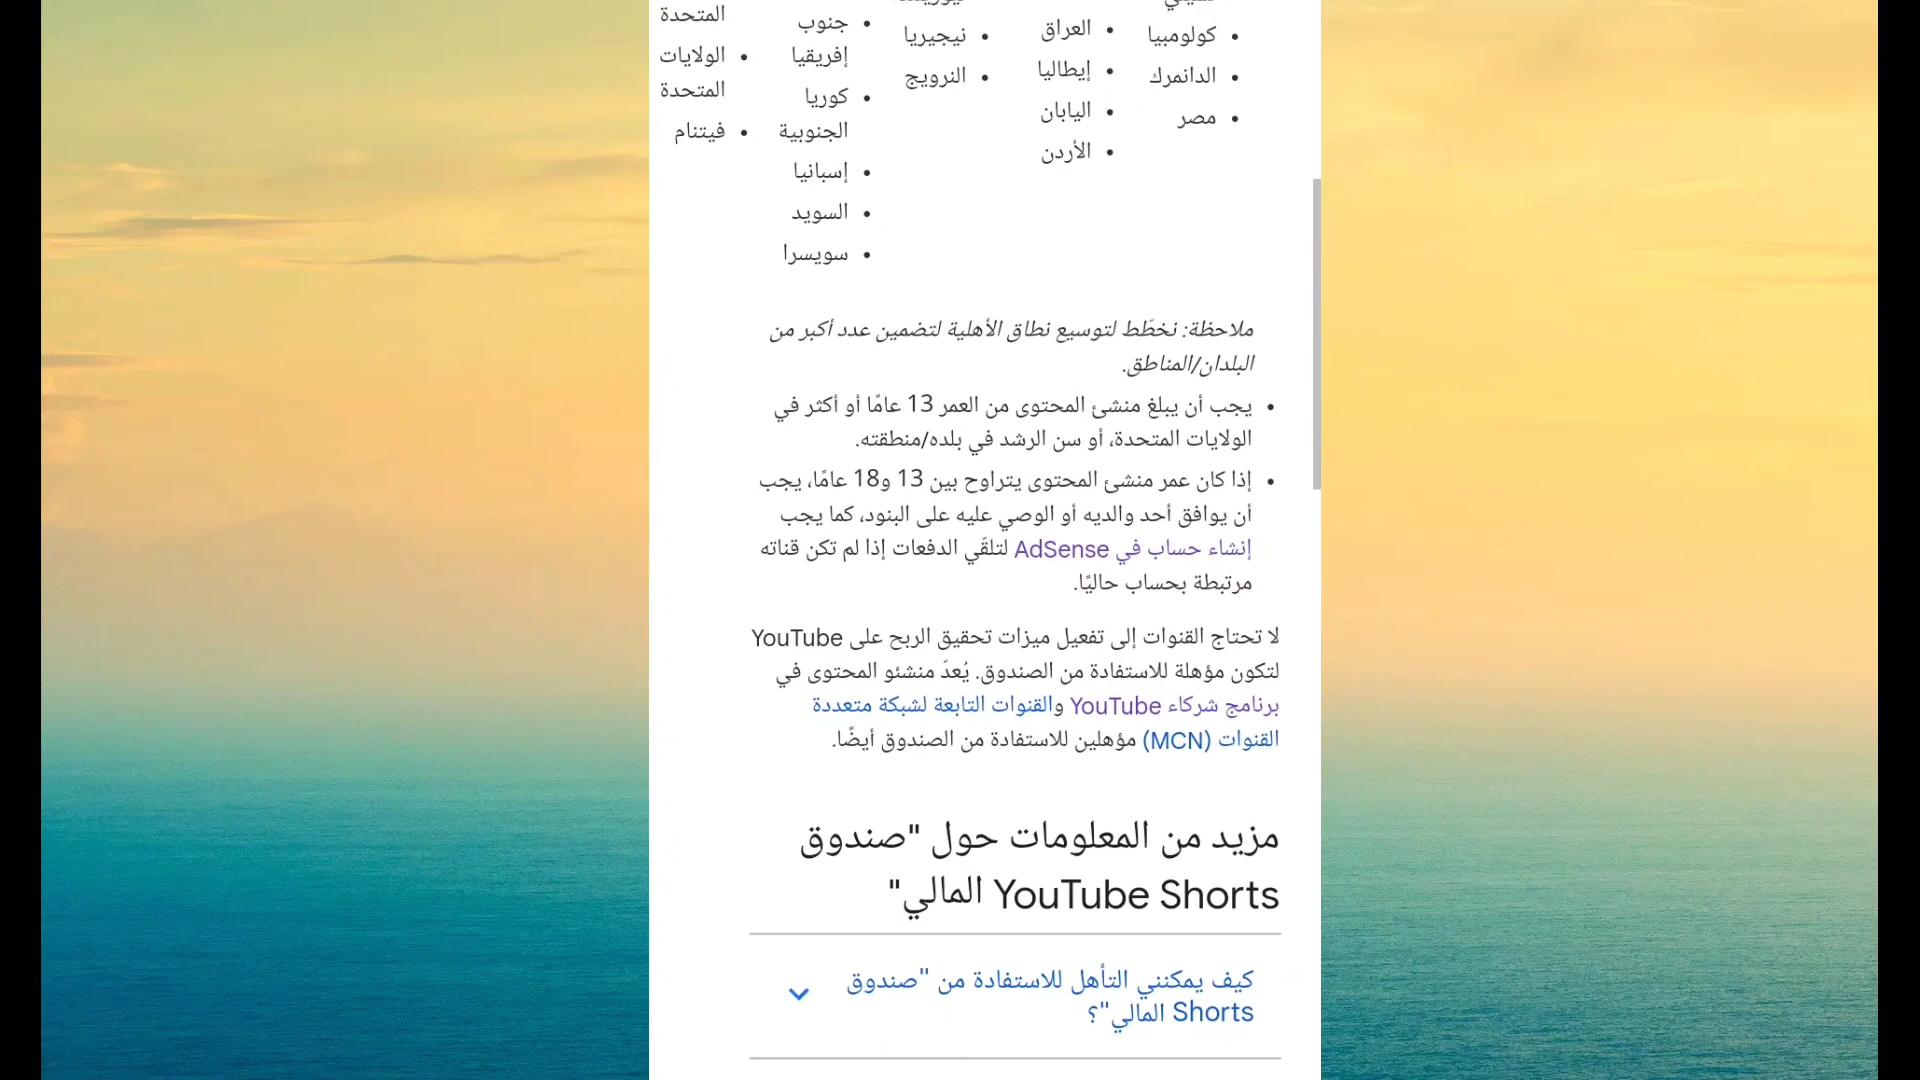 كولومبيا
الدانمرك
مصر
العراق
إيطاليا
اليابان
الأردن
نيجيريا
النرويج
جنوب
إفريقيا
كوريا
الجنوبية
إسبانيا
السويد
سويسرا
المتحدة
الولايات
المتحدة
فيتنام
ملاحظة: نخطّط لتوسيع نطاق الأهلية لتضمين عدد أكبر من
البلدان/المناطق.
يجب أن يبلغ منشئ المحتوى من العمر 13 عامًا أو أكثر في
الولايات المتحدة، أو سن الرشد في بلده/منطقته.
إذا كان عمر منشئ المحتوى يتراوح بين 13 و18 عامًا، يجب
أن يوافق أحد والديه أو الوصي عليه على البنود، كما يجب
إنشاء حساب في AdSense لتلقّي الدفعات إذا لم تكن قناته
مرتبطة بحساب حاليًا.
لا تحتاج القنوات إلى تفعيل ميزات تحقيق الربح على YouTube
لتكون مؤهلة للاستفادة من الصندوق. يُعدّ منشئو المحتوى في
برنامج شركاء YouTube والقنوات التابعة لشبكة متعددة
القنوات (MCN) مؤهلين للاستفادة من الصندوق أيضًا.
مزيد من المعلومات حول "صندوق
YouTube Shorts المالي"
كيف يمكنني التأهل للاستفادة من "صندوق
Shorts المالي"؟